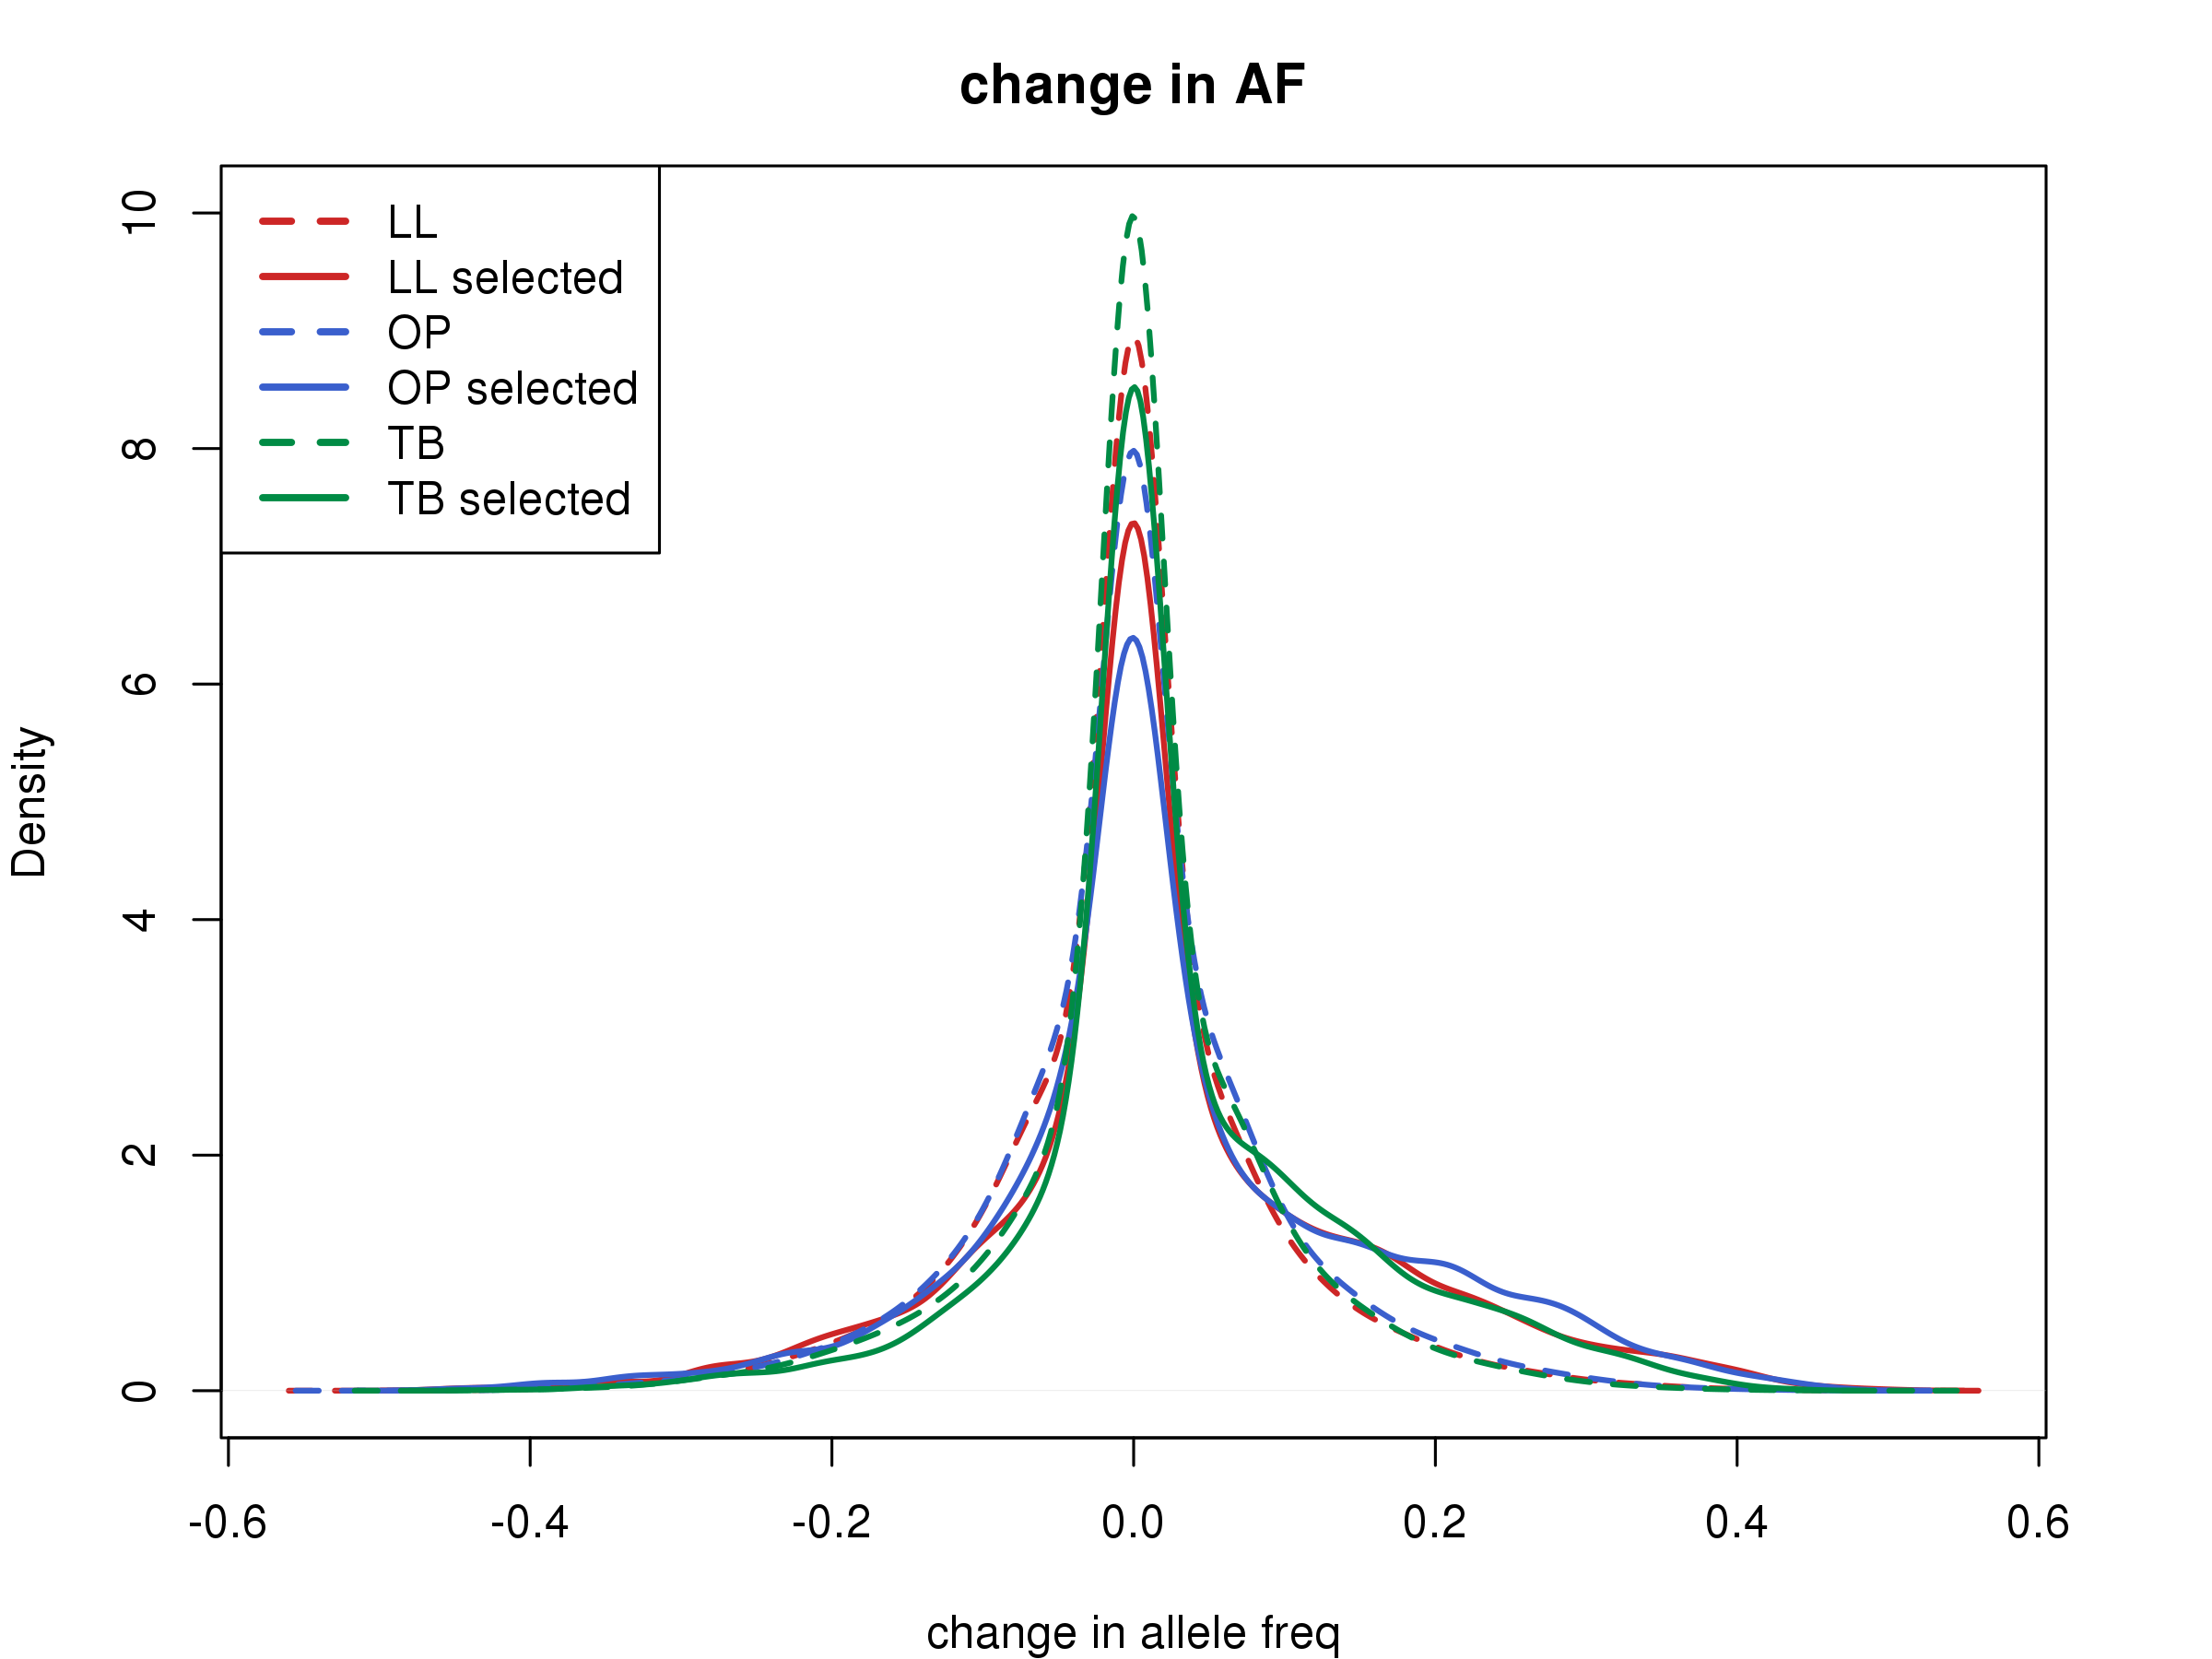 change in AF
LL
LL selected
OP
OP selected
TB
TB selected
10
8
6
4
2
0
Density
-0.6 -0.4 -0.2 0.0 0.2 0.4 0.6
change in allele freq